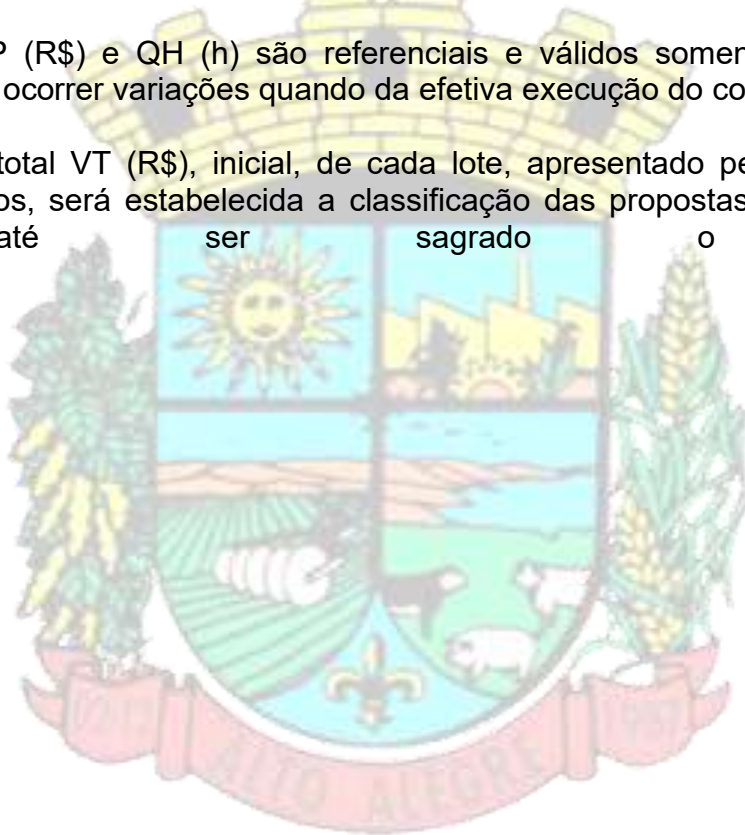 P (R$) e QH (h) são referenciais e válidos somen
ocorrer variações quando da efetiva execução do co
total VT (R$), inicial, de cada lote, apresentado pe
os, será estabelecida a classificação das propostas
até ser sagrado o
ALTO ALEGRE